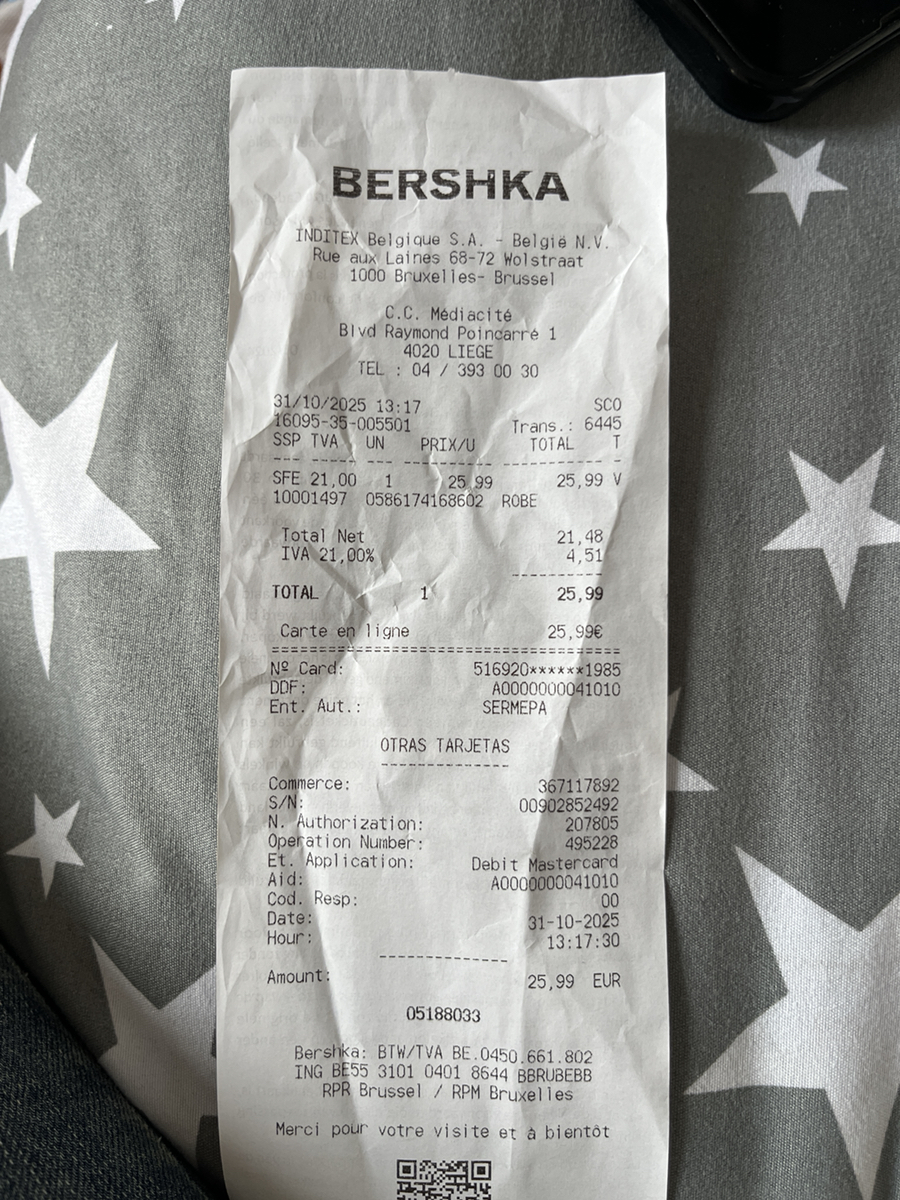 BERSHKA
INDITEX Belgique S.A. - België N.V.
Rue aux Laines 68-72 Wolstraat
1000 Bruxelles- Brussel
C.C. Médiacité
Blvd Raymond Poincarré 1
4020 LIEGE
TEL : 04 / 393 00 30
31/10/2025 13:17 SCO
16095-35-005501 Trans.: 6445
SSP TVA UN PRIX/U TOTAL T
--- ---- --- --------- ---------- -
SFE 21,00 1 25,99 25,99 V
10001497 0586174168602 ROBE
Total Net 21,48
IVA 21,00% 4,51
-----------
TOTAL 1 25,99
Carte en ligne 25,99€
==========================================
Nº Card: 516920******1985
DDF: A0000000041010
Ent. Aut.: SERMEPA
OTRAS TARJETAS
--------------
Commerce: 367117892
S/N: 00902852492
N. Authorization: 207805
Operation Number: 495228
Et. Application: Debit Mastercard
Aid: A0000000041010
Cod. Resp: 00
Date: 31-10-2025
Hour: 13:17:30
--------------
Amount: 25,99 EUR
05188033
Bershka: BTW/TVA BE.0450.661.802
ING BE55 3101 0401 8644 BBRUBEBB
RPR Brussel / RPM Bruxelles
Merci pour votre visite et à bientôt